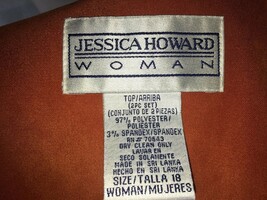 JESSICA HOWARD
WOMAN
TOP/ARRIBA
(2PC SET)
(CONJUNTO DE 2 PIEZAS)
97% POLYESTER/
POLIESTER
3% SPANDEX/SPANDEX
RN# 70543
DRY CLEAN ONLY
LAVAR EN
SECO SOLAMENTE
MADE IN SRI LANKA
HECHO EN SRI LANKA
SIZE/TALLA 18
WOMAN/MUJERES